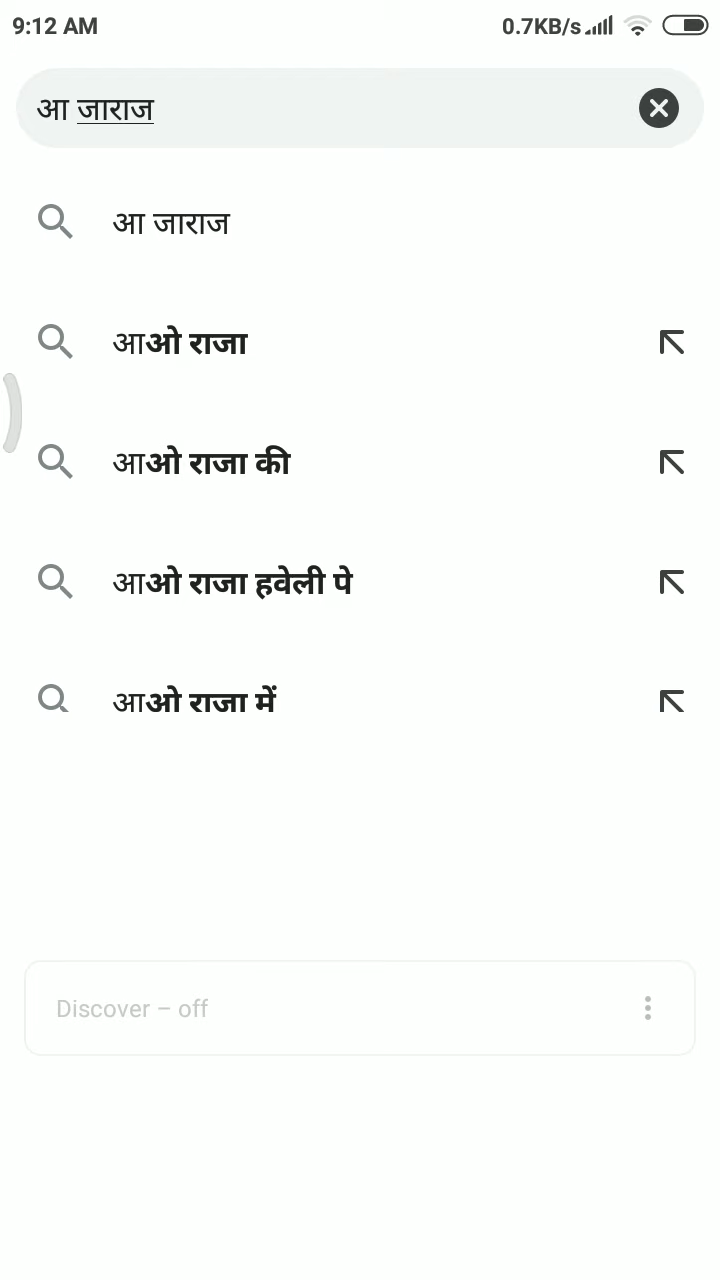 9:12 AM 0.7KB/s
आ जाराज
आ जाराज
आओ राजा
आओ राजा की
आओ राजा हवेली पे
आओ राजा में
Discover – off